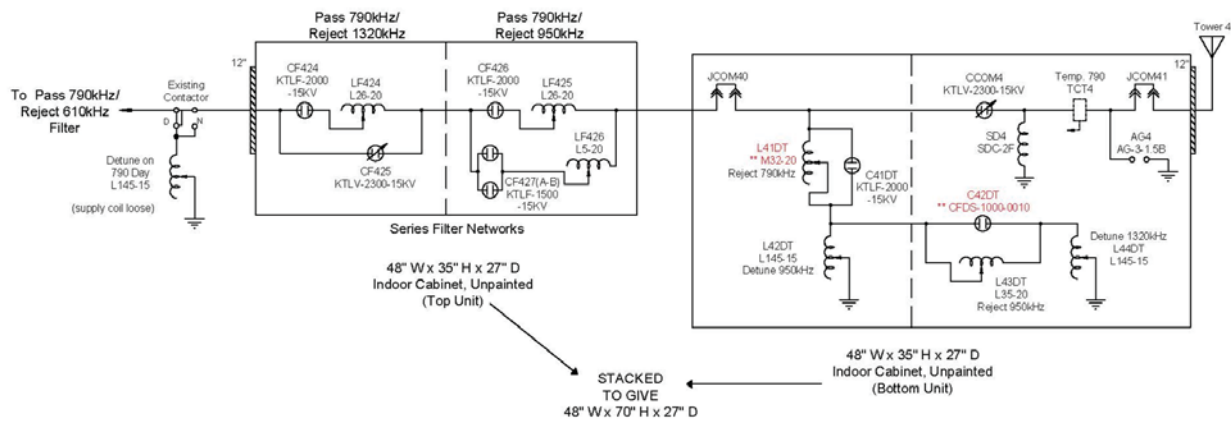 Pass 790kHz/
Reject 1320kHz
Pass 790kHz/
Reject 950kHz
Tower 4
12"
CF424
KTLF-2000
-15KV
LF424
L26-20
CF426
KTLF-2000
-15KV
LF425
L26-20
JCOM40
CCOM4
KTLV-2300-15KV
Temp. 790
TCT4
JCOM41
12"
To Pass 790kHz/
Reject 610kHz
Filter
Existing
Contactor
D
N
LF426
L5-20
CF425
KTLV-2300-15KV
CF427(A-B)
KTLF-1500
-15KV
L41DT
** M32-20
Reject 790kHz
C41DT
KTLF-2000
-15KV
SD4
SDC-2F
AG4
AG-3-1.5B
Detune on
790 Day
L145-15
(supply coil loose)
C42DT
** CFDS-1000-0010
Series Filter Networks
L42DT
L145-15
Detune 950kHz
L43DT
L35-20
Reject 950kHz
Detune 1320kHz
L44DT
L145-15
48" W x 35" H x 27" D
Indoor Cabinet, Unpainted
(Top Unit)
48" W x 35" H x 27" D
Indoor Cabinet, Unpainted
(Bottom Unit)
STACKED
TO GIVE
48" W x 70" H x 27" D